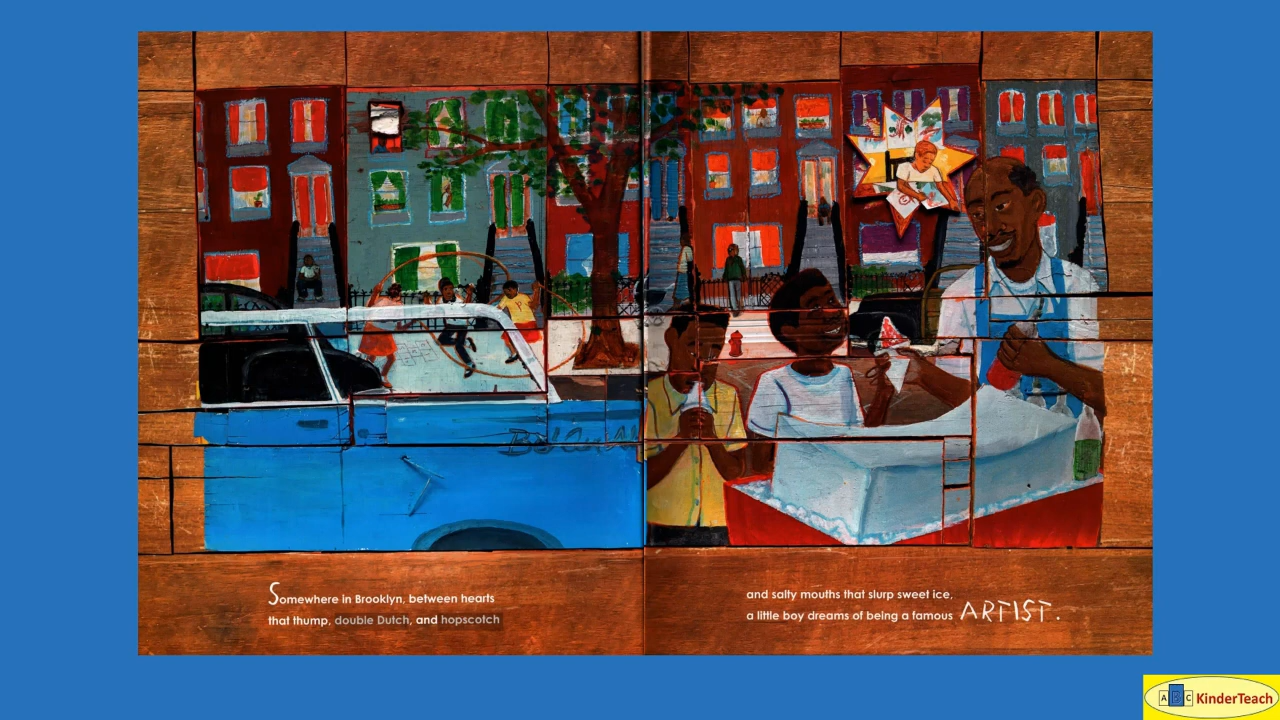 Somewhere in Brooklyn, between hearts
that thump, double Dutch, and hopscotch
and salty mouths that slurp sweet ice,
a little boy dreams of being a famous ARTIST.
ABC KinderTeach